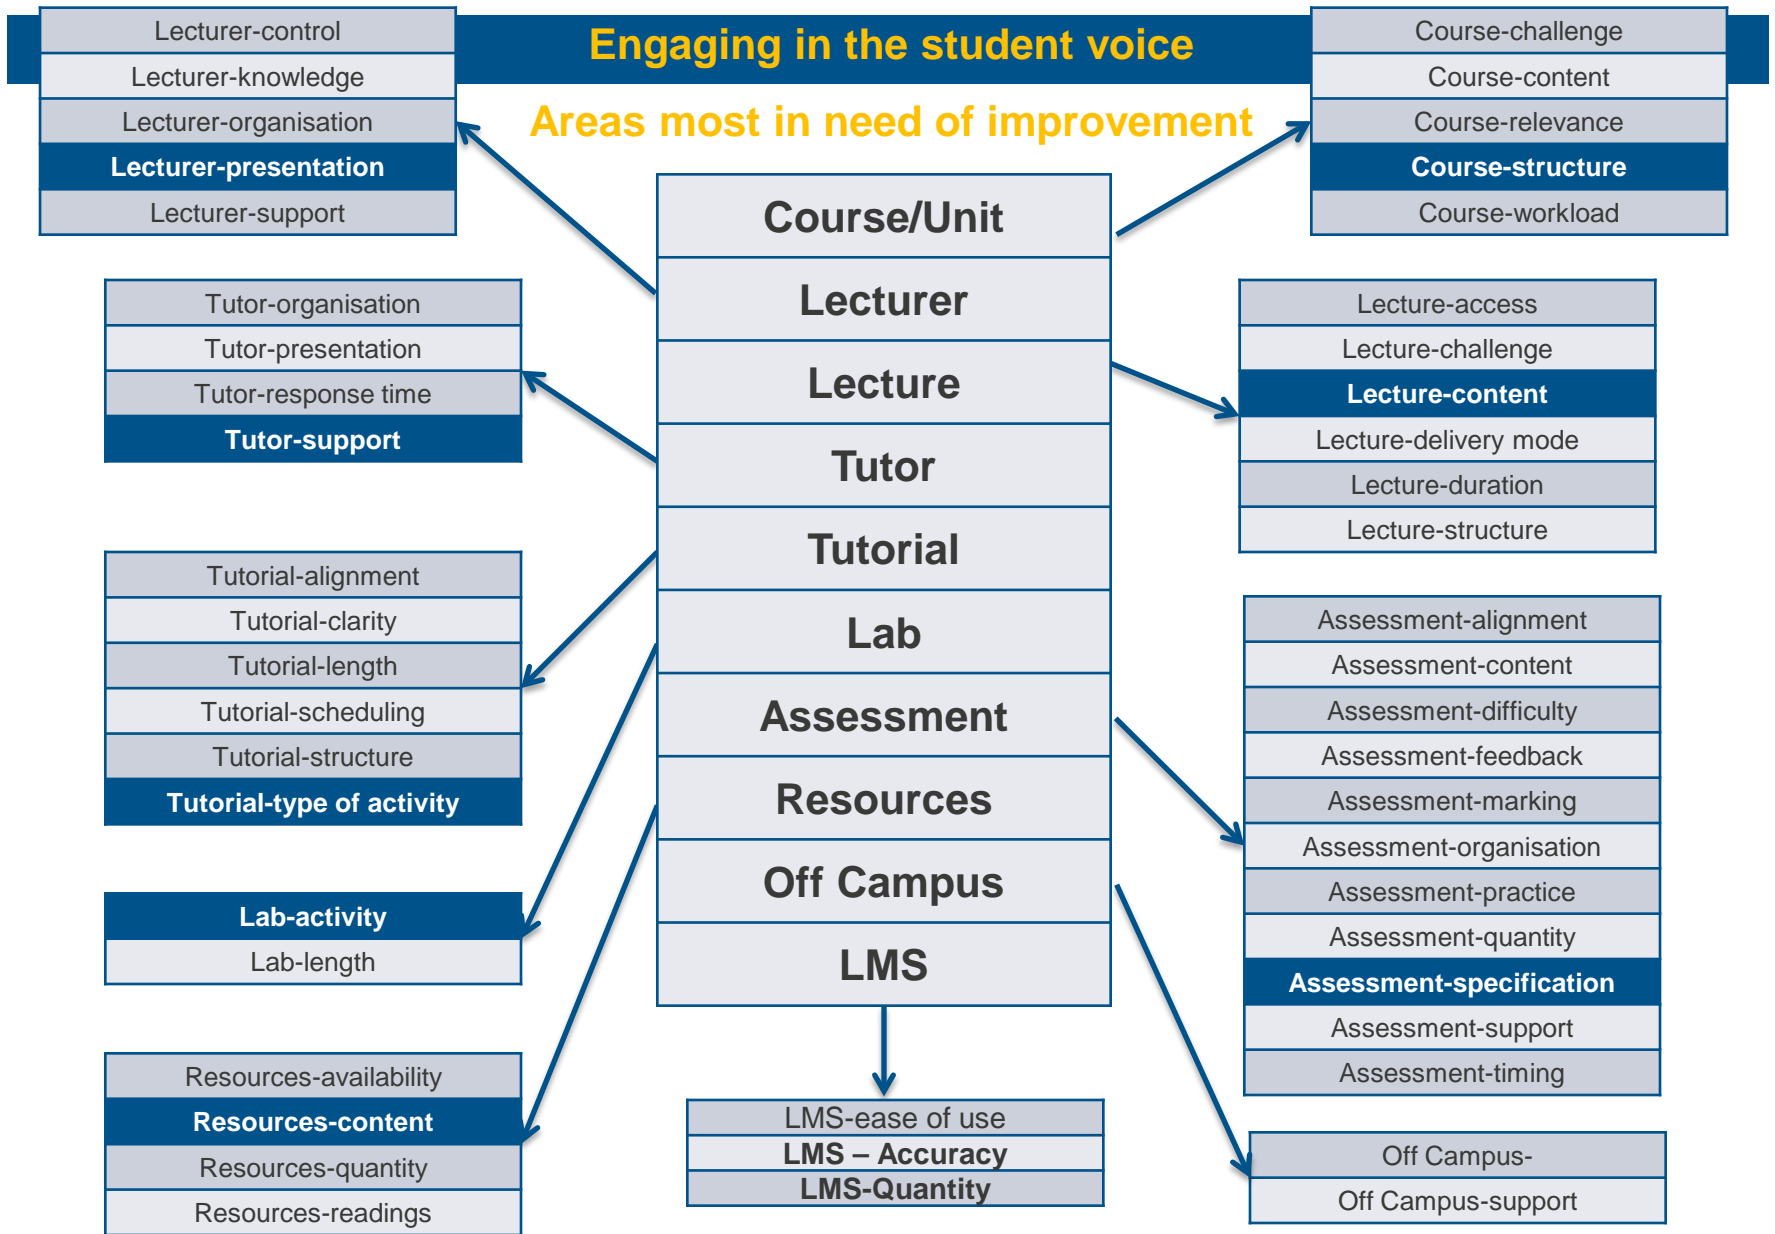 Engaging in the student voice
Areas most in need of improvement
Lecturer-control
Lecturer-knowledge
Lecturer-organisation
Lecturer-presentation
Lecturer-support
Course-challenge
Course-content
Course-relevance
Course-structure
Course-workload
Course/Unit
Lecturer
Lecture
Tutor
Tutorial
Lab
Assessment
Resources
Off Campus
LMS
Tutor-organisation
Tutor-presentation
Tutor-response time
Tutor-support
Lecture-access
Lecture-challenge
Lecture-content
Lecture-delivery mode
Lecture-duration
Lecture-structure
Tutorial-alignment
Tutorial-clarity
Tutorial-length
Tutorial-scheduling
Tutorial-structure
Tutorial-type of activity
Assessment-alignment
Assessment-content
Assessment-difficulty
Assessment-feedback
Assessment-marking
Assessment-organisation
Assessment-practice
Assessment-quantity
Assessment-specification
Assessment-support
Assessment-timing
Lab-activity
Lab-length
Resources-availability
Resources-content
Resources-quantity
Resources-readings
LMS-ease of use
LMS – Accuracy
LMS-Quantity
Off Campus-
Off Campus-support